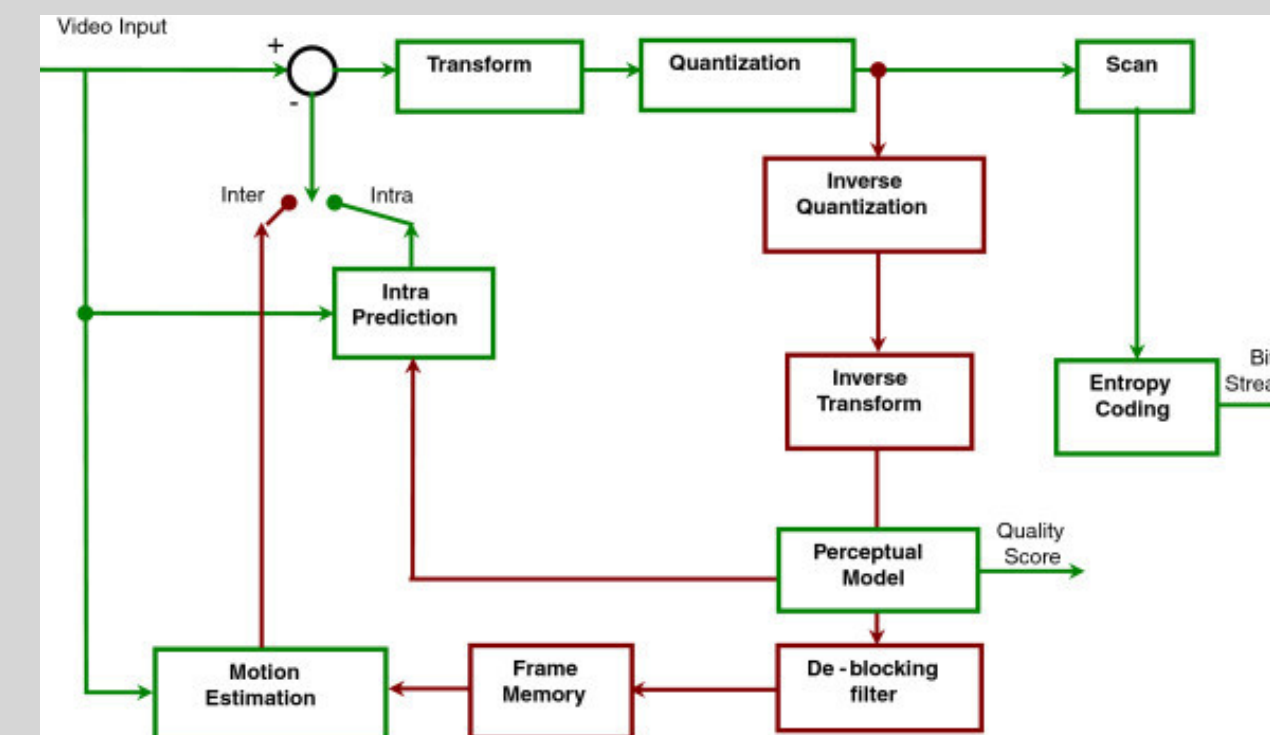 Video Input
+
-
Transform
Quantization
Scan
Inter
Intra
Inverse
Quantization
Intra
Prediction
Inverse
Transform
Entropy
Coding
Perceptual
Model
Quality
Score
Motion
Estimation
Frame
Memory
De - blocking
filter